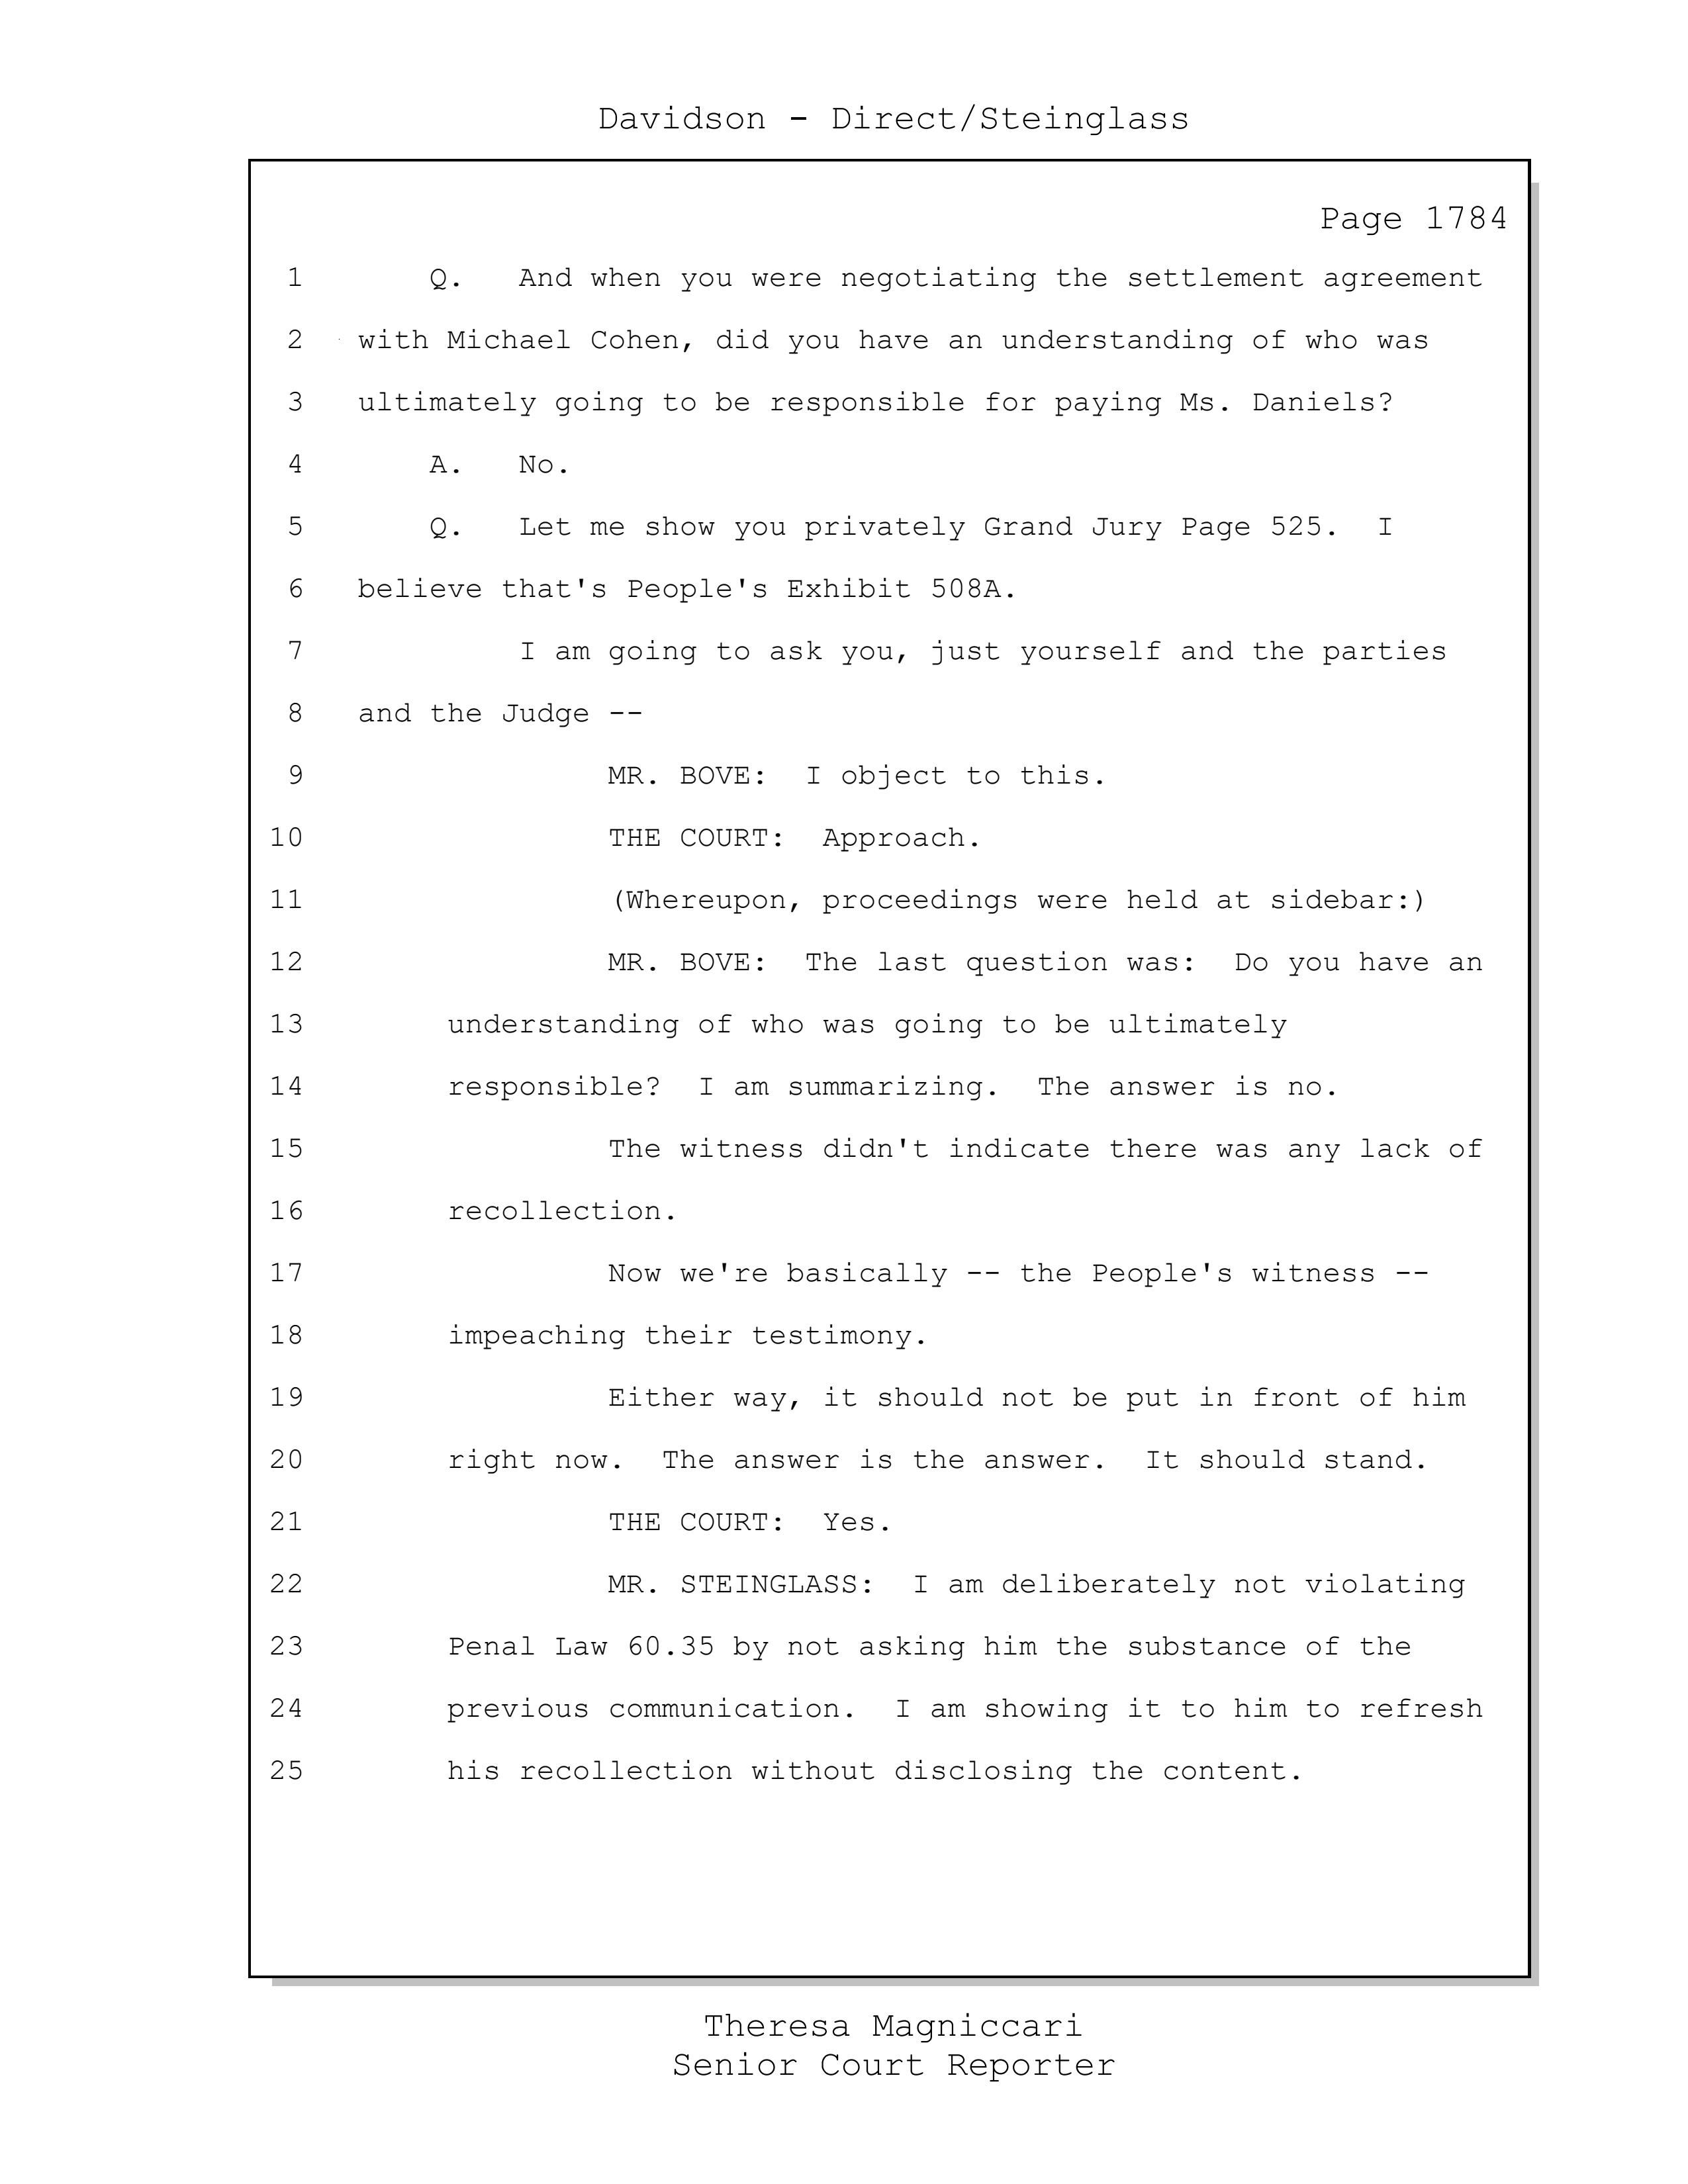 Davidson - Direct/Steinglass
Page 1784
1 Q. And when you were negotiating the settlement agreement
2 with Michael Cohen, did you have an understanding of who was
3 ultimately going to be responsible for paying Ms. Daniels?
4 A. No.
5 Q. Let me show you privately Grand Jury Page 525. I
6 believe that's People's Exhibit 508A.
7 I am going to ask you, just yourself and the parties
8 and the Judge --
9 MR. BOVE: I object to this.
10 THE COURT: Approach.
11 (Whereupon, proceedings were held at sidebar:)
12 MR. BOVE: The last question was: Do you have an
13 understanding of who was going to be ultimately
14 responsible? I am summarizing. The answer is no.
15 The witness didn't indicate there was any lack of
16 recollection.
17 Now we're basically -- the People's witness --
18 impeaching their testimony.
19 Either way, it should not be put in front of him
20 right now. The answer is the answer. It should stand.
21 THE COURT: Yes.
22 MR. STEINGLASS: I am deliberately not violating
23 Penal Law 60.35 by not asking him the substance of the
24 previous communication. I am showing it to him to refresh
25 his recollection without disclosing the content.
Theresa Magniccari
Senior Court Reporter